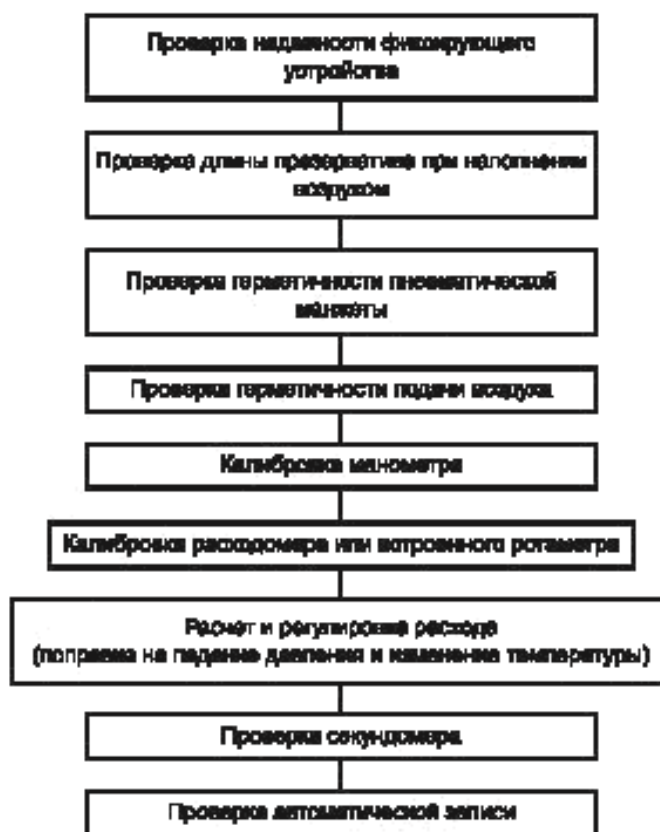 Проверка надежности фиксирующего
устройства
Проверка длины презерватива при наполнении
воздухом
Проверка герметичности пневматической
манжеты
Проверка герметичности подачи воздуха
Калибровка манометра
Калибровка расходомера или встроенного ротаметра
Расчет и регулировка расхода
(поправка на падение давления и изменение температуры)
Проверка секундомера
Проверка автоматической записи